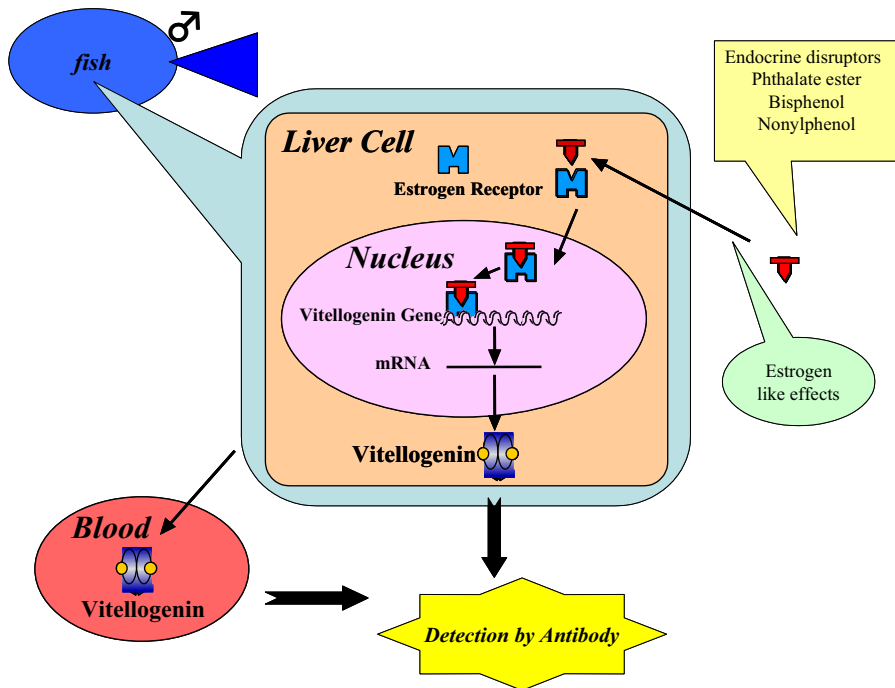 ♂
fish
Endocrine disruptors
Phthalate ester
Bisphenol
Nonylphenol
Liver Cell
Estrogen Receptor
Nucleus
Vitellogenin Gene
mRNA
Estrogen
like effects
Vitellogenin
Blood
Vitellogenin
Detection by Antibody